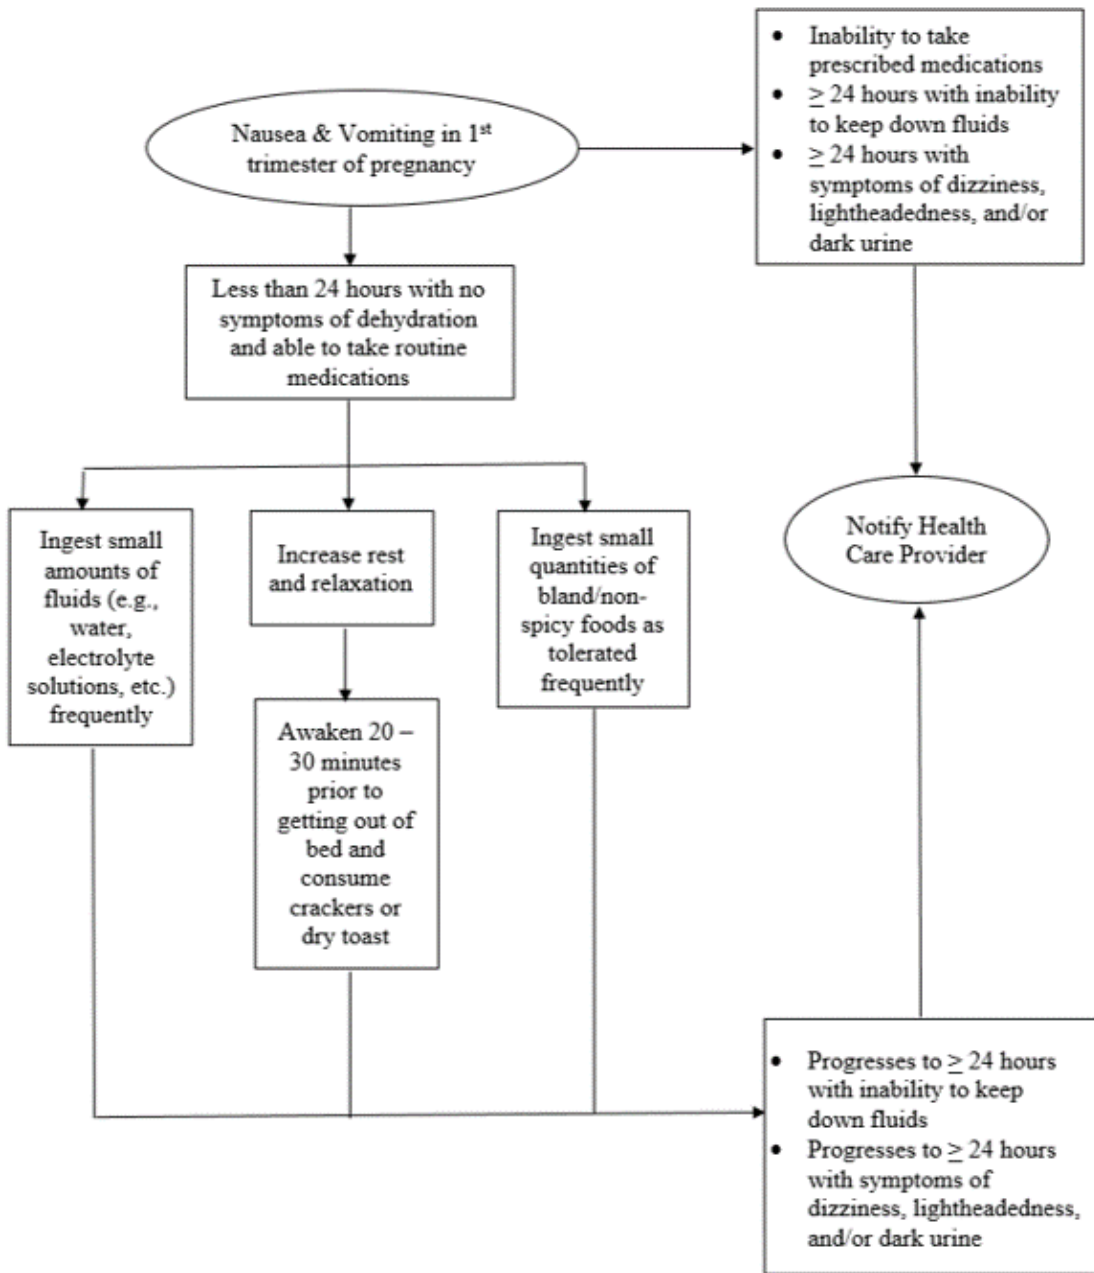 Nausea & Vomiting in 1st
trimester of pregnancy
• Inability to take
prescribed medications
• ≥ 24 hours with inability
to keep down fluids
• ≥ 24 hours with
symptoms of dizziness,
lightheadedness, and/or
dark urine
Less than 24 hours with no
symptoms of dehydration
and able to take routine
medications
Ingest small
amounts of
fluids (e.g.,
water,
electrolyte
solutions, etc.)
frequently
Increase rest
and relaxation
Ingest small
quantities of
bland/non-
spicy foods as
tolerated
frequently
Notify Health
Care Provider
Awaken 20 –
30 minutes
prior to
getting out of
bed and
consume
crackers or
dry toast
• Progresses to ≥ 24 hours
with inability to keep
down fluids
• Progresses to ≥ 24 hours
with symptoms of
dizziness, lightheadedness,
and/or dark urine